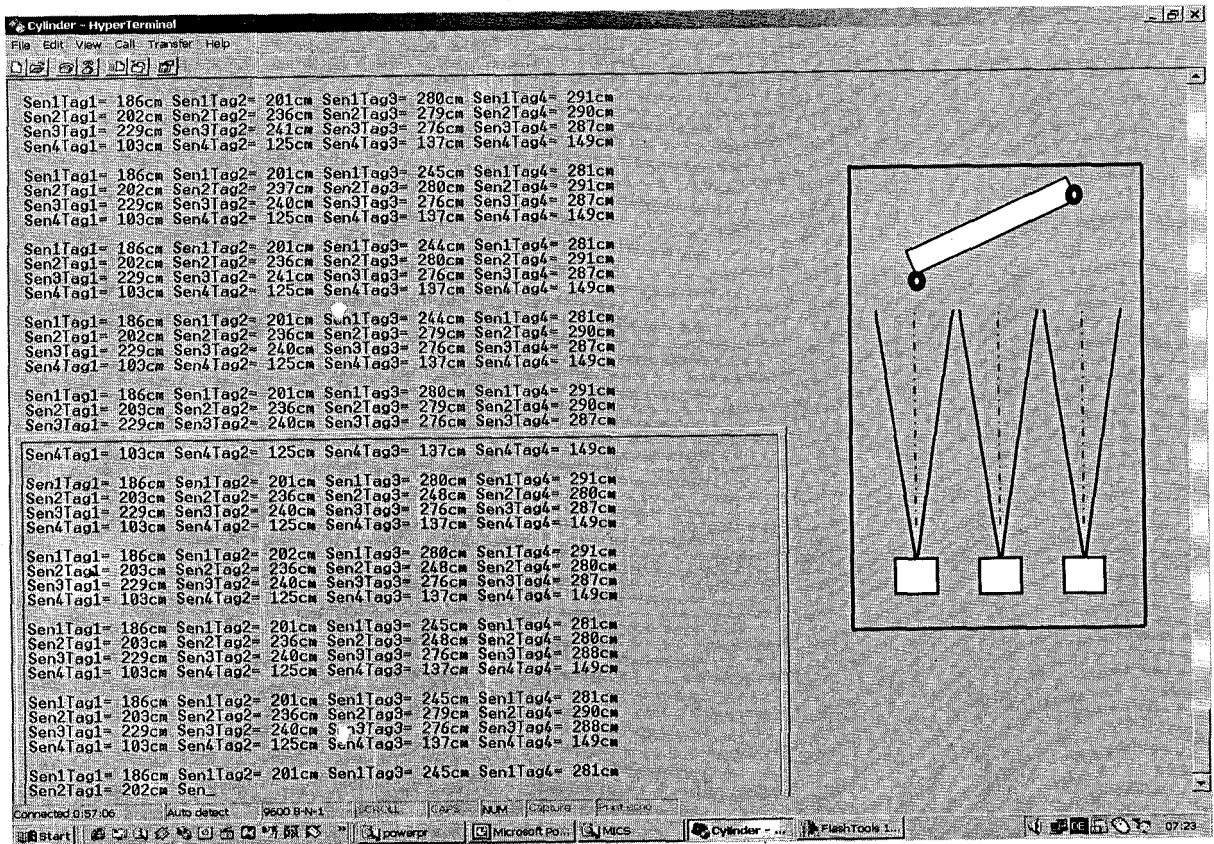 Cylinder - HyperTerminal
File Edit View Call Transfer Help
Sen1Tag1= 186cm Sen1Tag2= 201cm Sen1Tag3= 280cm Sen1Tag4= 291cm
Sen2Tag1= 202cm Sen2Tag2= 236cm Sen2Tag3= 279cm Sen2Tag4= 290cm
Sen3Tag1= 229cm Sen3Tag2= 241cm Sen3Tag3= 276cm Sen3Tag4= 287cm
Sen4Tag1= 103cm Sen4Tag2= 125cm Sen4Tag3= 137cm Sen4Tag4= 149cm
Sen1Tag1= 186cm Sen1Tag2= 201cm Sen1Tag3= 245cm Sen1Tag4= 281cm
Sen2Tag1= 202cm Sen2Tag2= 237cm Sen2Tag3= 280cm Sen2Tag4= 291cm
Sen3Tag1= 229cm Sen3Tag2= 240cm Sen3Tag3= 276cm Sen3Tag4= 287cm
Sen4Tag1= 103cm Sen4Tag2= 125cm Sen4Tag3= 137cm Sen4Tag4= 149cm
Sen1Tag1= 186cm Sen1Tag2= 201cm Sen1Tag3= 244cm Sen1Tag4= 281cm
Sen2Tag1= 202cm Sen2Tag2= 236cm Sen2Tag3= 280cm Sen2Tag4= 291cm
Sen3Tag1= 229cm Sen3Tag2= 241cm Sen3Tag3= 276cm Sen3Tag4= 287cm
Sen4Tag1= 103cm Sen4Tag2= 125cm Sen4Tag3= 137cm Sen4Tag4= 149cm
Sen1Tag1= 186cm Sen1Tag2= 201cm Sen1Tag3= 244cm Sen1Tag4= 281cm
Sen2Tag1= 202cm Sen2Tag2= 236cm Sen2Tag3= 279cm Sen2Tag4= 290cm
Sen3Tag1= 229cm Sen3Tag2= 240cm Sen3Tag3= 276cm Sen3Tag4= 287cm
Sen4Tag1= 103cm Sen4Tag2= 125cm Sen4Tag3= 137cm Sen4Tag4= 149cm
Sen1Tag1= 186cm Sen1Tag2= 201cm Sen1Tag3= 280cm Sen1Tag4= 291cm
Sen2Tag1= 203cm Sen2Tag2= 236cm Sen2Tag3= 279cm Sen2Tag4= 290cm
Sen3Tag1= 229cm Sen3Tag2= 240cm Sen3Tag3= 276cm Sen3Tag4= 287cm
Sen4Tag1= 103cm Sen4Tag2= 125cm Sen4Tag3= 137cm Sen4Tag4= 149cm
Sen1Tag1= 186cm Sen1Tag2= 201cm Sen1Tag3= 280cm Sen1Tag4= 291cm
Sen2Tag1= 203cm Sen2Tag2= 236cm Sen2Tag3= 248cm Sen2Tag4= 280cm
Sen3Tag1= 229cm Sen3Tag2= 240cm Sen3Tag3= 276cm Sen3Tag4= 287cm
Sen4Tag1= 103cm Sen4Tag2= 125cm Sen4Tag3= 137cm Sen4Tag4= 149cm
Sen1Tag1= 186cm Sen1Tag2= 202cm Sen1Tag3= 280cm Sen1Tag4= 291cm
Sen2Tag1= 203cm Sen2Tag2= 236cm Sen2Tag3= 248cm Sen2Tag4= 280cm
Sen3Tag1= 229cm Sen3Tag2= 240cm Sen3Tag3= 276cm Sen3Tag4= 287cm
Sen4Tag1= 103cm Sen4Tag2= 125cm Sen4Tag3= 137cm Sen4Tag4= 149cm
Sen1Tag1= 186cm Sen1Tag2= 201cm Sen1Tag3= 245cm Sen1Tag4= 281cm
Sen2Tag1= 203cm Sen2Tag2= 236cm Sen2Tag3= 248cm Sen2Tag4= 280cm
Sen3Tag1= 229cm Sen3Tag2= 240cm Sen3Tag3= 276cm Sen3Tag4= 288cm
Sen4Tag1= 103cm Sen4Tag2= 125cm Sen4Tag3= 137cm Sen4Tag4= 149cm
Sen1Tag1= 186cm Sen1Tag2= 201cm Sen1Tag3= 245cm Sen1Tag4= 281cm
Sen2Tag1= 203cm Sen2Tag2= 236cm Sen2Tag3= 279cm Sen2Tag4= 290cm
Sen3Tag1= 229cm Sen3Tag2= 240cm Sen3Tag3= 276cm Sen3Tag4= 288cm
Sen4Tag1= 103cm Sen4Tag2= 125cm Sen4Tag3= 137cm Sen4Tag4= 149cm
Sen1Tag1= 186cm Sen1Tag2= 201cm Sen1Tag3= 245cm Sen1Tag4= 281cm
Sen2Tag1= 202cm Sen_
Connected 0:57:06 Auto detect 9600 8-N-1 SCROLL CAPS NUM Capture Print echo
Start powerpr Microsoft Po... MICS Cylinder - ... FlashTools 1... DE 07:23